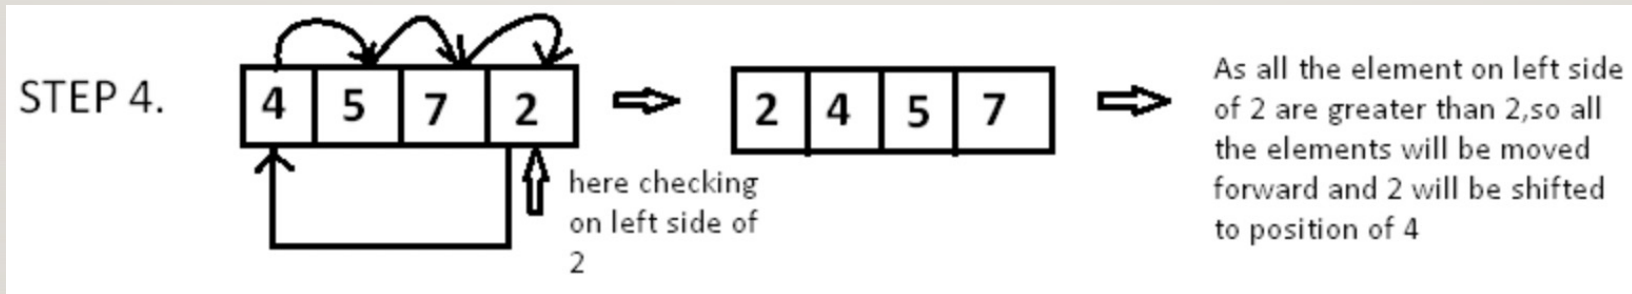 STEP 4.
4 5 7 2
here checking
on left side of
2
2 4 5 7
As all the element on left side
of 2 are greater than 2,so all
the elements will be moved
forward and 2 will be shifted
to position of 4